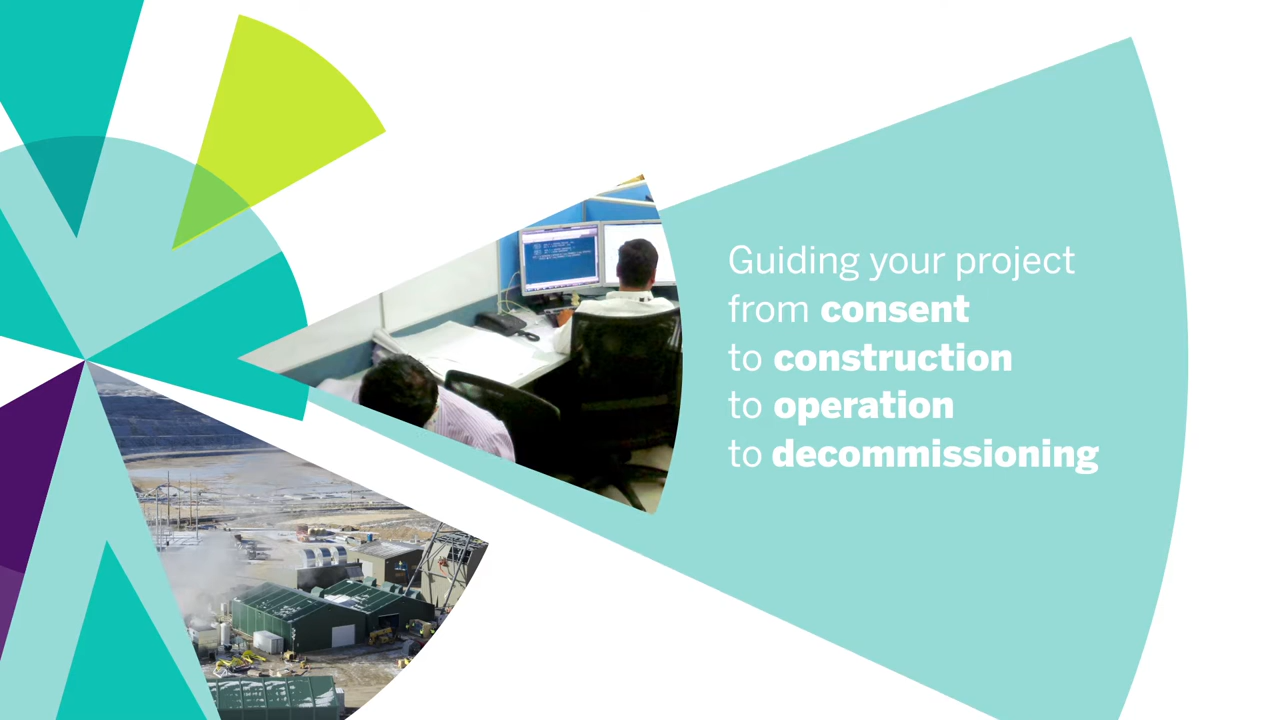 Guiding your project
from consent
to construction
to operation
to decommissioning